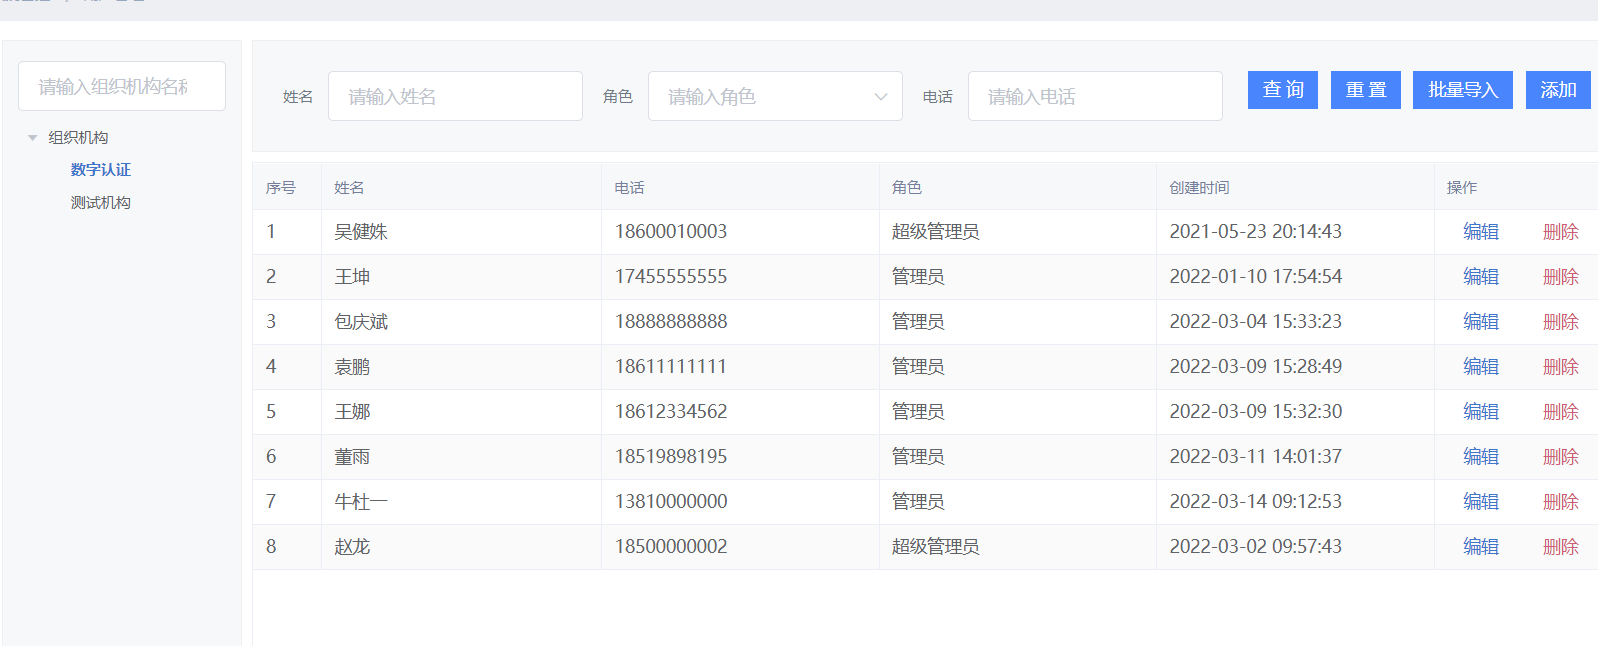 请输入组织机构名称
组织机构
数字认证
测试机构
姓名 请输入姓名 角色 请输入角色 电话 请输入电话 查询 重置 批量导入 添加
序号 姓名 电话 角色 创建时间 操作
1 吴健姝 18600010003 超级管理员 2021-05-23 20:14:43 编辑 删除
2 王坤 17455555555 管理员 2022-01-10 17:54:54 编辑 删除
3 包庆斌 18888888888 管理员 2022-03-04 15:33:23 编辑 删除
4 袁鹏 18611111111 管理员 2022-03-09 15:28:49 编辑 删除
5 王娜 18612334562 管理员 2022-03-09 15:32:30 编辑 删除
6 董雨 18519898195 管理员 2022-03-11 14:01:37 编辑 删除
7 牛杜一 13810000000 管理员 2022-03-14 09:12:53 编辑 删除
8 赵龙 18500000002 超级管理员 2022-03-02 09:57:43 编辑 删除